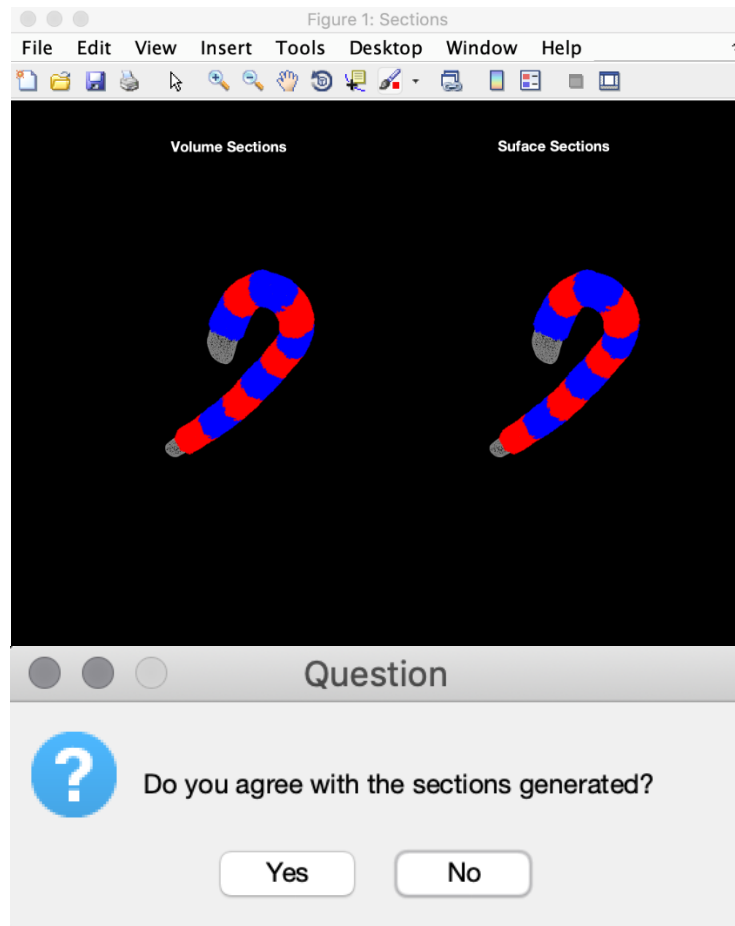 Figure 1: Sections
File Edit View Insert Tools Desktop Window Help
Volume Sections Suface Sections
Question
?
Do you agree with the sections generated?
Yes No